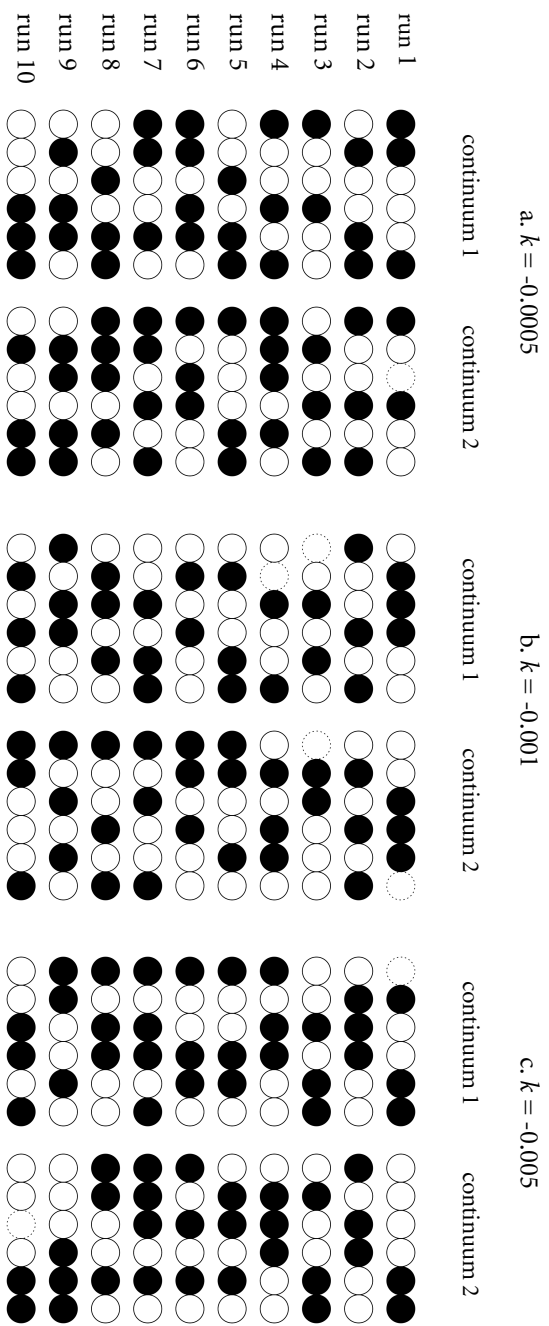 a. k = -0.0005
continuum 1
continuum 2
b. k = -0.001
continuum 1
continuum 2
c. k = -0.005
continuum 1
continuum 2
run 1
run 2
run 3
run 4
run 5
run 6
run 7
run 8
run 9
run 10